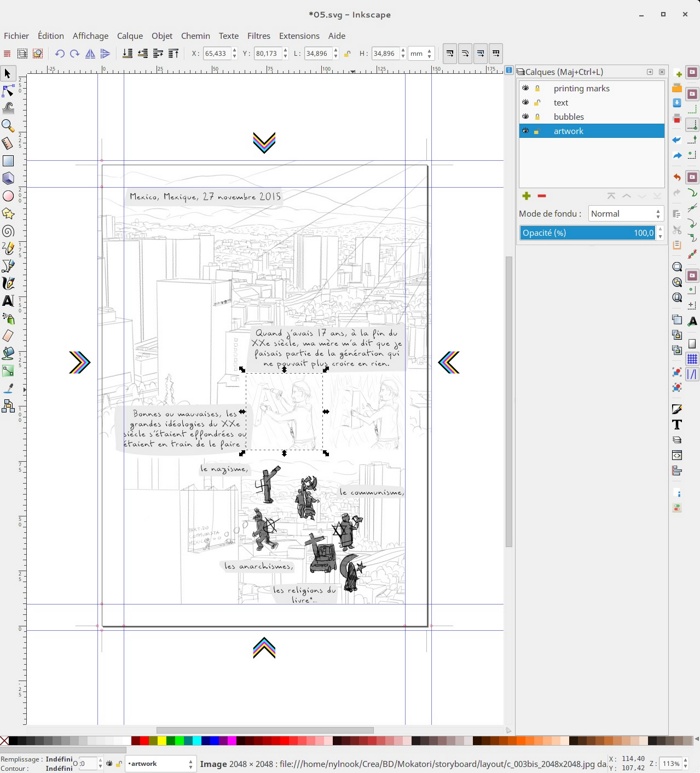 *05.svg – Inkscape
Fichier Édition Affichage Calque Objet Chemin Texte Filtres Extensions Aide
X: 65,433 Y: 80,173 L: 34,896 H: 34,896 mm
Calques (Maj+Ctrl+L)
printing marks
text
bubbles
artwork
Mode de fondu : Normal
Opacité (%) 100,0
Mexico, Mexique, 27 novembre 2015
Quand j'avais 17 ans, à la fin du
XXe siècle, ma mère m'a dit que je
faisais partie de la génération qui
ne pouvait plus croire en rien.
Bonnes ou mauvaises, les
grandes idéologies du XXe
siècle s'étaient effondrées ou
étaient en train de le faire
le nazisme,
le communisme,
les anarchismes,
les religions du
livre*...
Remplissage : Indéfini
Contour : Indéfini
O: 0
•artwork
Image 2048 × 2048 : file:///home/nylnook/Crea/BD/Mokatori/storyboard/layout/c_003bis_2048x2048.jpg da
X: 114,40
Y: 107,42
Z: 113%